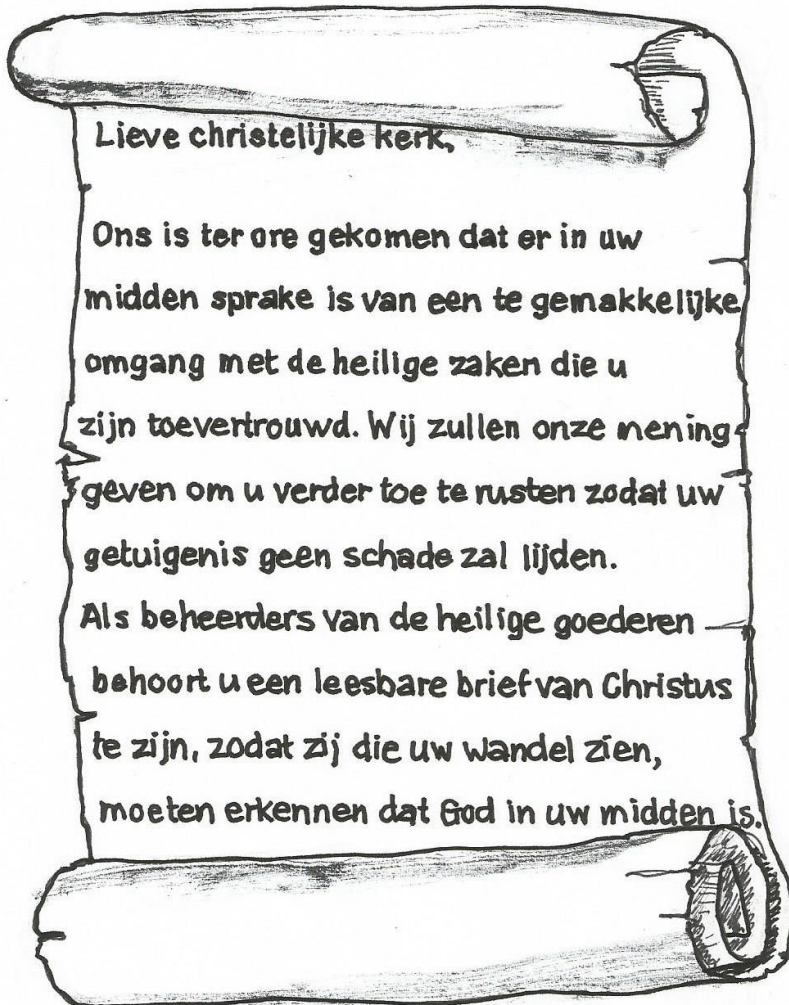 Lieve christelijke kerk,
Ons is ter ore gekomen dat er in uw
midden sprake is van een te gemakkelijke
omgang met de heilige zaken die u
zijn toevertrouwd. Wij zullen onze mening
geven om u verder toe te rusten zodat uw
getuigenis geen schade zal lijden.
Als beheerders van de heilige goederen
behoort u een leesbare brief van Christus
te zijn, zodat zij die uw wandel zien,
moeten erkennen dat God in uw midden is.